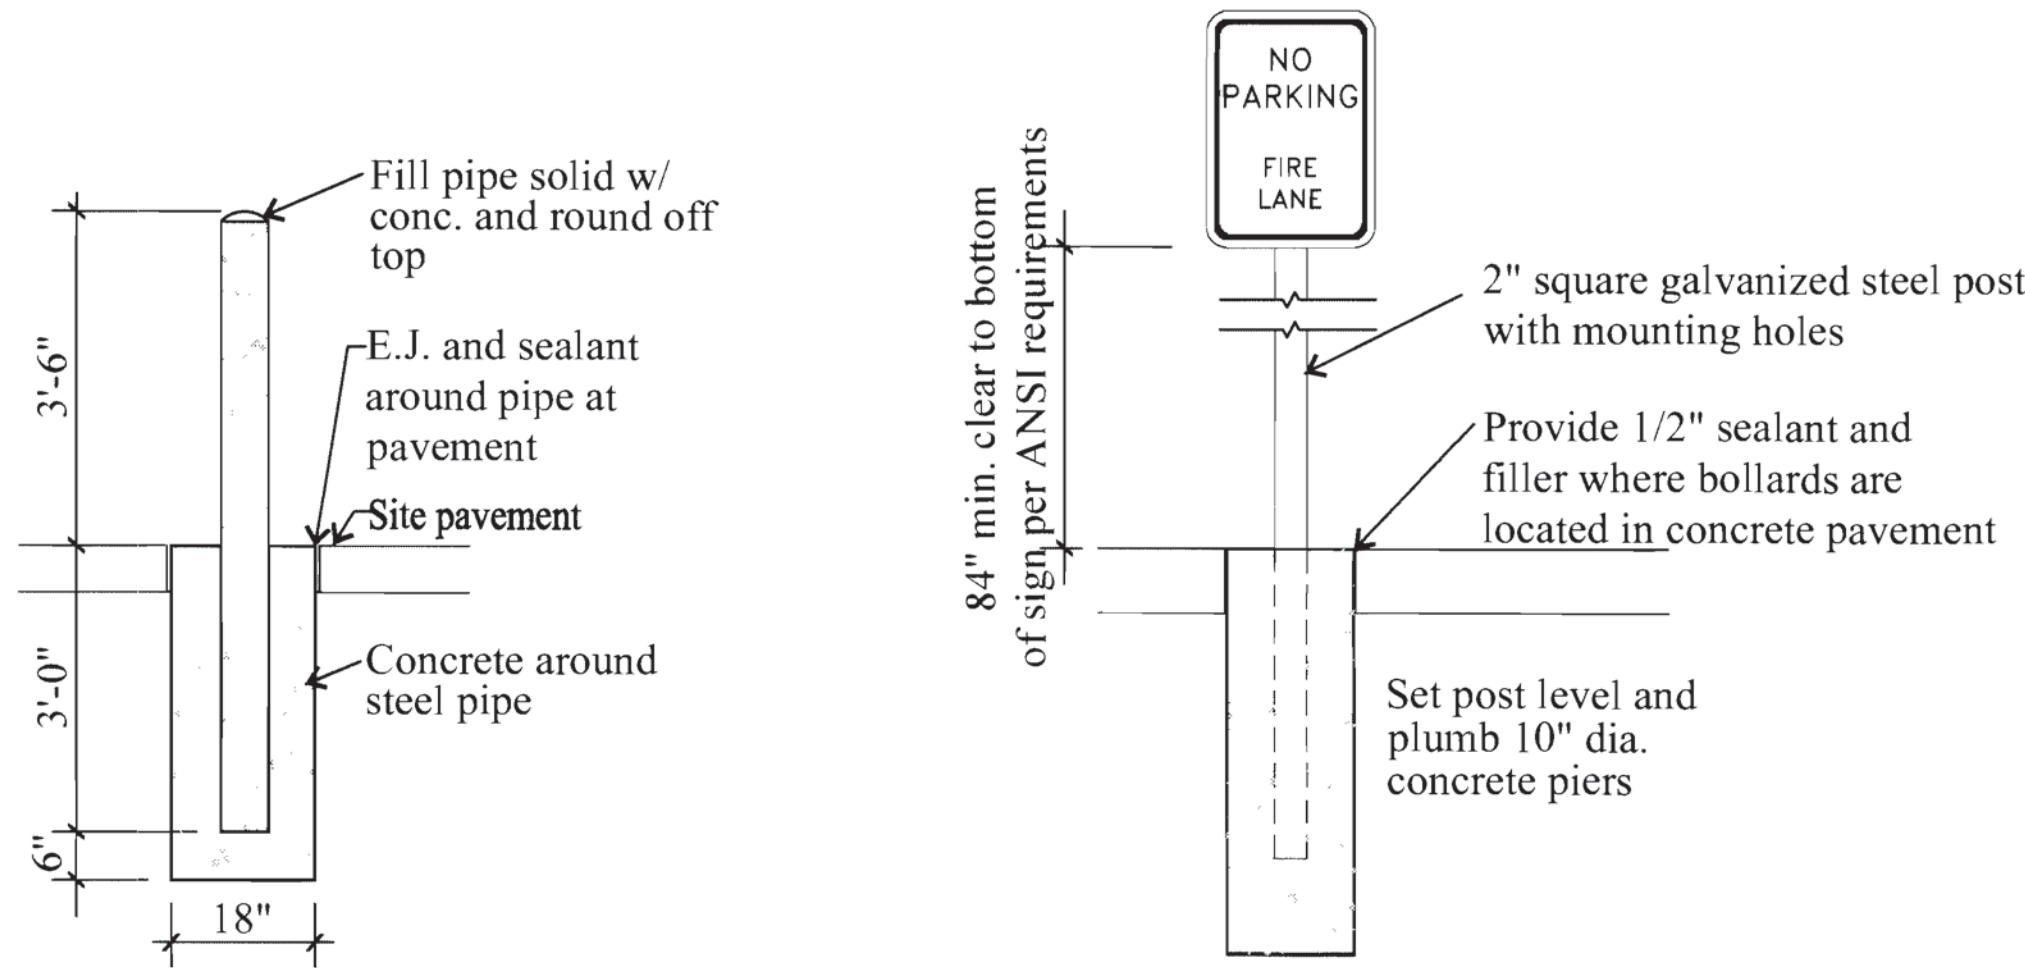 Fill pipe solid w/
conc. and round off
top
3'-6"
E.J. and sealant
around pipe at
pavement
Site pavement
3'-0"
Concrete around
steel pipe
6"
18"
NO
PARKING
FIRE
LANE
84" min. clear to bottom
of sign per ANSI requirements
2" square galvanized steel post
with mounting holes
Provide 1/2" sealant and
filler where bollards are
located in concrete pavement
Set post level and
plumb 10" dia.
concrete piers